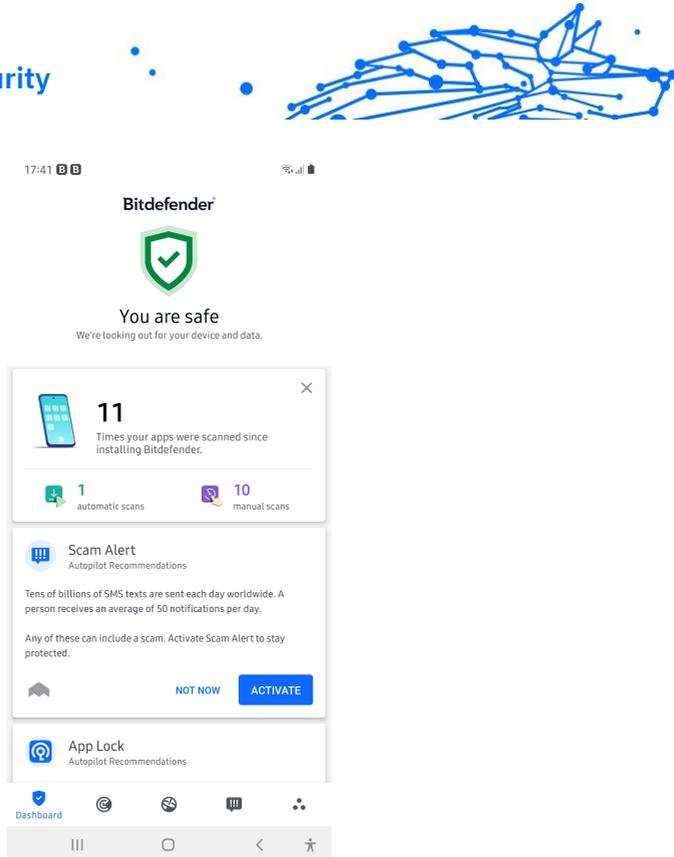 urity
17:41 B B
Bitdefender®
You are safe
We're looking out for your device and data.
11
Times your apps were scanned since
installing Bitdefender.
1
automatic scans
10
manual scans
Scam Alert
Autopilot Recommendations
Tens of billions of SMS texts are sent each day worldwide. A
person receives an average of 50 notifications per day.
Any of these can include a scam. Activate Scam Alert to stay
protected.
NOT NOW
ACTIVATE
App Lock
Autopilot Recommendations
Dashboard